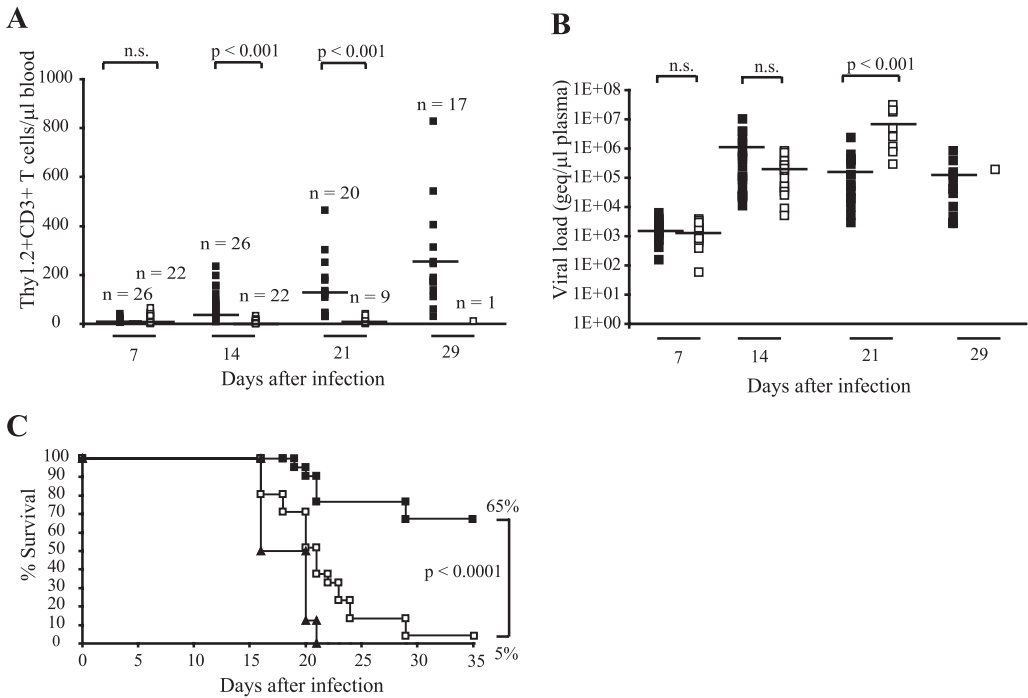 A
n.s.
p < 0.001
p < 0.001
Thy1.2+CD3+ T cells/µl blood
1000
800
600
400
200
0
n = 26
n = 22
n = 26
n = 22
n = 20
n = 9
n = 17
n = 1
7
14
21
29
Days after infection
B
n.s.
n.s.
p < 0.001
Viral load (geq/µl plasma)
1E+08
1E+07
1E+06
1E+05
1E+04
1E+03
1E+02
1E+01
1E+00
7
14
21
29
Days after infection
C
% Survival
100
90
80
70
60
50
40
30
20
10
0
0
5
10
15
20
25
30
35
65%
p < 0.0001
5%
Days after infection